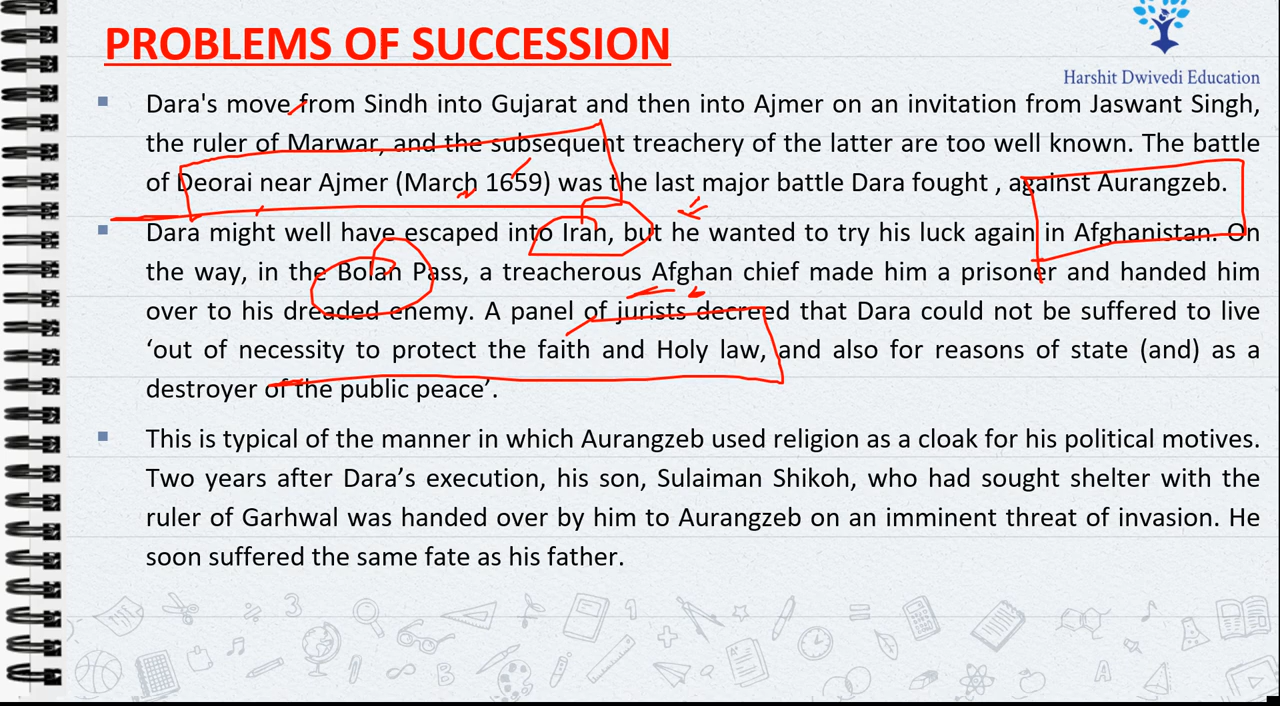 PROBLEMS OF SUCCESSION
Harshit Dwivedi Education
▪ Dara's move from Sindh into Gujarat and then into Ajmer on an invitation from Jaswant Singh,
the ruler of Marwar, and the subsequent treachery of the latter are too well known. The battle
of Deorai near Ajmer (March 1659) was the last major battle Dara fought , against Aurangzeb.
▪ Dara might well have escaped into Iran, but he wanted to try his luck again in Afghanistan. On
the way, in the Bolan Pass, a treacherous Afghan chief made him a prisoner and handed him
over to his dreaded enemy. A panel of jurists decreed that Dara could not be suffered to live
‘out of necessity to protect the faith and Holy law, and also for reasons of state (and) as a
destroyer of the public peace’.
▪ This is typical of the manner in which Aurangzeb used religion as a cloak for his political motives.
Two years after Dara’s execution, his son, Sulaiman Shikoh, who had sought shelter with the
ruler of Garhwal was handed over by him to Aurangzeb on an imminent threat of invasion. He
soon suffered the same fate as his father.